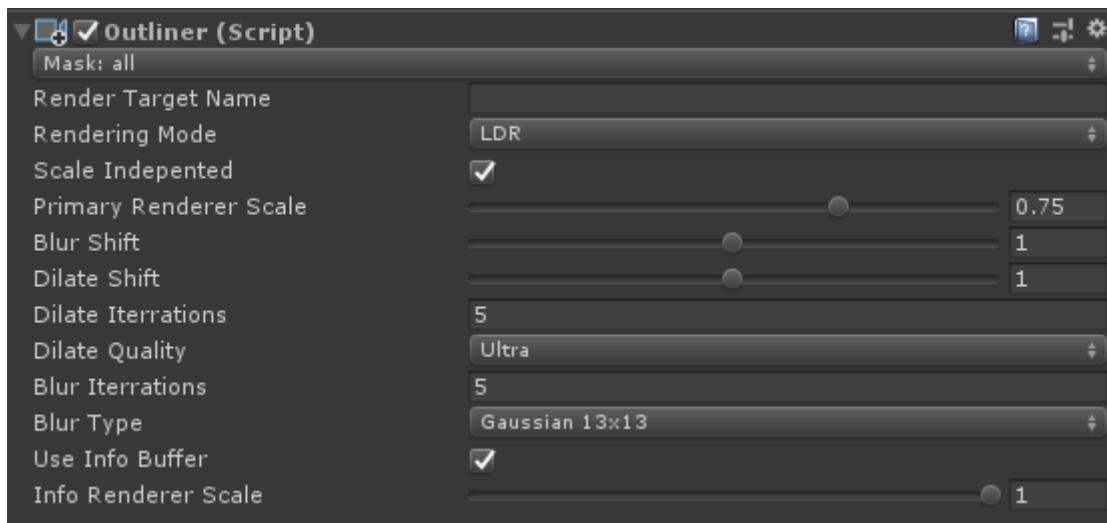 Outliner (Script)
Mask: all
Render Target Name
Rendering Mode LDR
Scale Indepented
Primary Renderer Scale 0.75
Blur Shift 1
Dilate Shift 1
Dilate Iterrations 5
Dilate Quality Ultra
Blur Iterrations 5
Blur Type Gaussian 13x13
Use Info Buffer
Info Renderer Scale 1